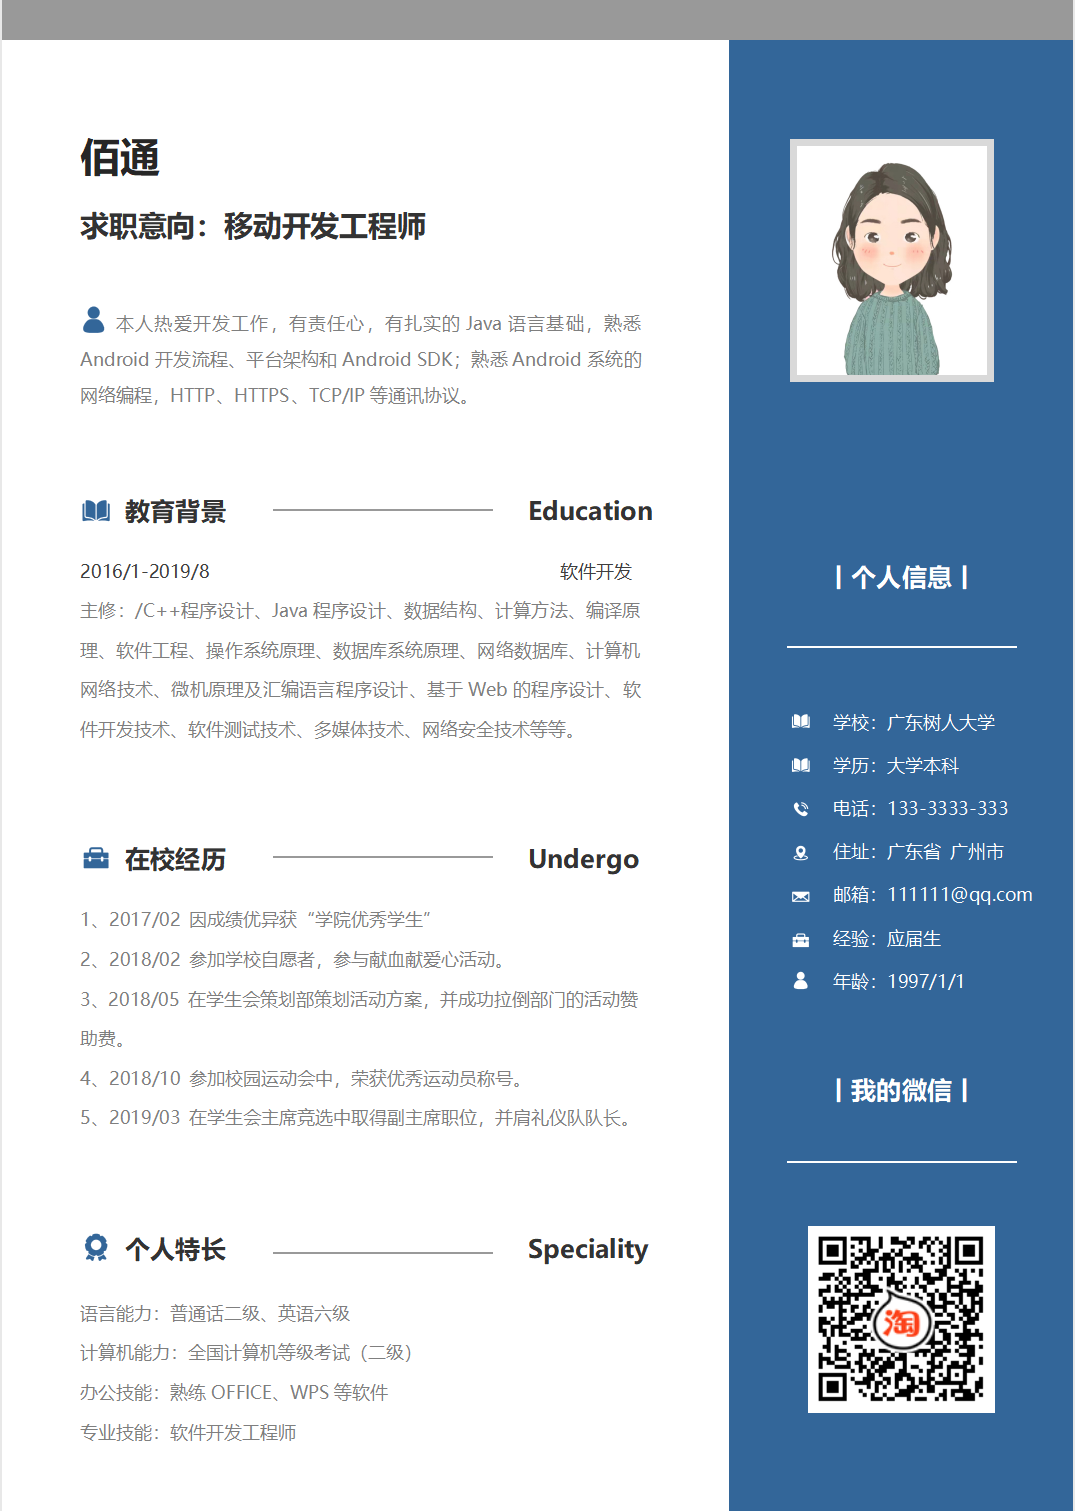 佰通
求职意向：移动开发工程师
本人热爱开发工作，有责任心，有扎实的 Java 语言基础，熟悉
Android 开发流程、平台架构和 Android SDK；熟悉 Android 系统的
网络编程，HTTP、HTTPS、TCP/IP 等通讯协议。
教育背景 Education
2016/1-2019/8 软件开发
主修：/C++程序设计、Java 程序设计、数据结构、计算方法、编译原
理、软件工程、操作系统原理、数据库系统原理、网络数据库、计算机
网络技术、微机原理及汇编语言程序设计、基于 Web 的程序设计、软
件开发技术、软件测试技术、多媒体技术、网络安全技术等等。
在校经历 Undergo
1、2017/02 因成绩优异获“学院优秀学生”
2、2018/02 参加学校自愿者，参与献血献爱心活动。
3、2018/05 在学生会策划部策划活动方案，并成功拉倒部门的活动赞
助费。
4、2018/10 参加校园运动会中，荣获优秀运动员称号。
5、2019/03 在学生会主席竞选中取得副主席职位，并肩礼仪队队长。
个人特长 Speciality
语言能力：普通话二级、英语六级
计算机能力：全国计算机等级考试（二级）
办公技能：熟练 OFFICE、WPS 等软件
专业技能：软件开发工程师
| 个人信息 |
学校：广东树人大学
学历：大学本科
电话：133-3333-333
住址：广东省 广州市
邮箱：111111@qq.com
经验：应届生
年龄：1997/1/1
| 我的微信 |
淘